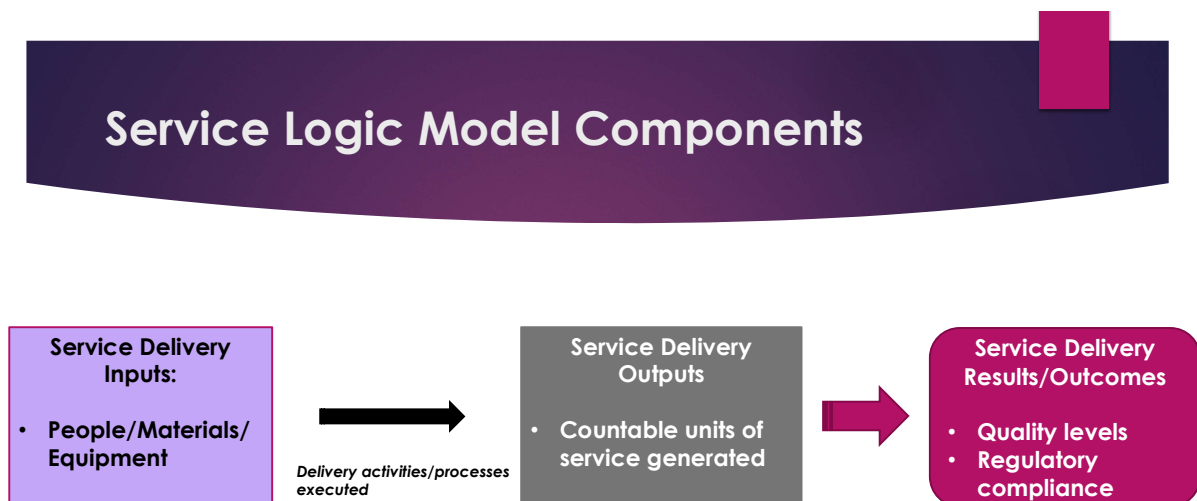 Service Logic Model Components
Service Delivery
Inputs:
• People/Materials/
Equipment
Delivery activities/processes
executed
Service Delivery
Outputs
• Countable units of
service generated
Service Delivery
Results/Outcomes
• Quality levels
• Regulatory
compliance